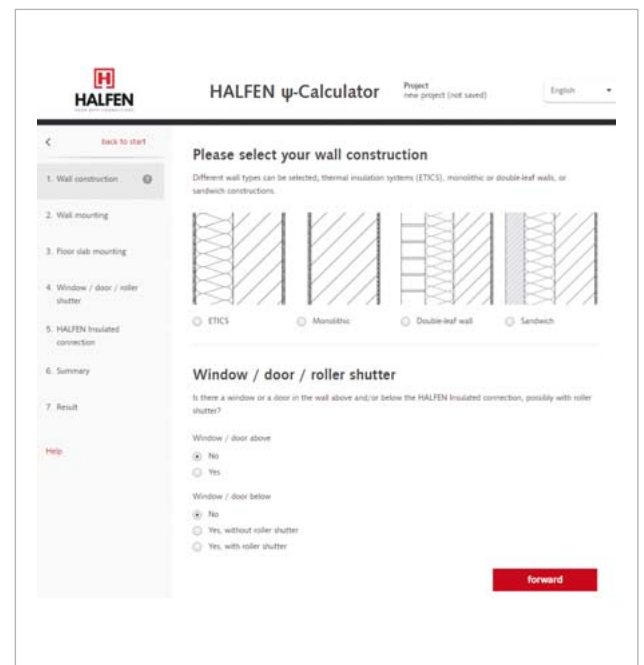 H
HALFEN
HALFEN ψ-Calculator
Project
new project (not saved)
English
back to start
1. Wall construction
2. Wall mounting
3. Floor slab mounting
4. Window / door / roller
shutter
5. HALFEN Insulated
connection
6. Summary
7. Result
Help
Please select your wall construction
Different wall types can be selected, thermal insulation systems (ETICS), monolithic or double-leaf walls, or
sandwich constructions.
ETICS
Monolithic
Double-leaf wall
Sandwich
Window / door / roller shutter
Is there a window or a door in the wall above and/or below the HALFEN Insulated connection, possibly with roller
shutter?
Window / door above
No
Yes
Window / door below
No
Yes, without roller shutter
Yes, with roller shutter
forward